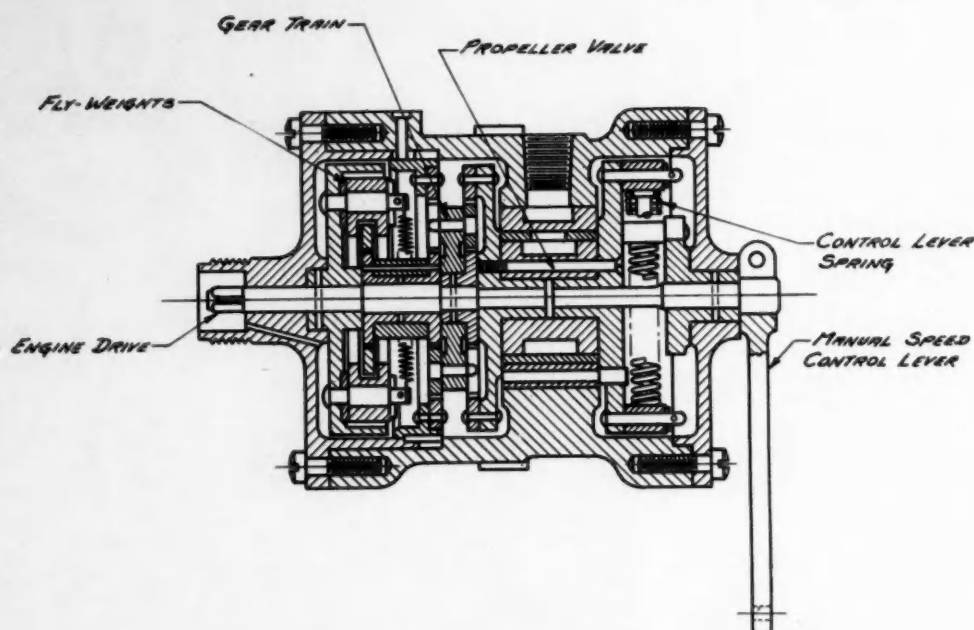 GEAR TRAIN
PROPELLER VALVE
FLY-WEIGHTS
CONTROL LEVER
SPRING
ENGINE DRIVE
MANUAL SPEED
CONTROL LEVER